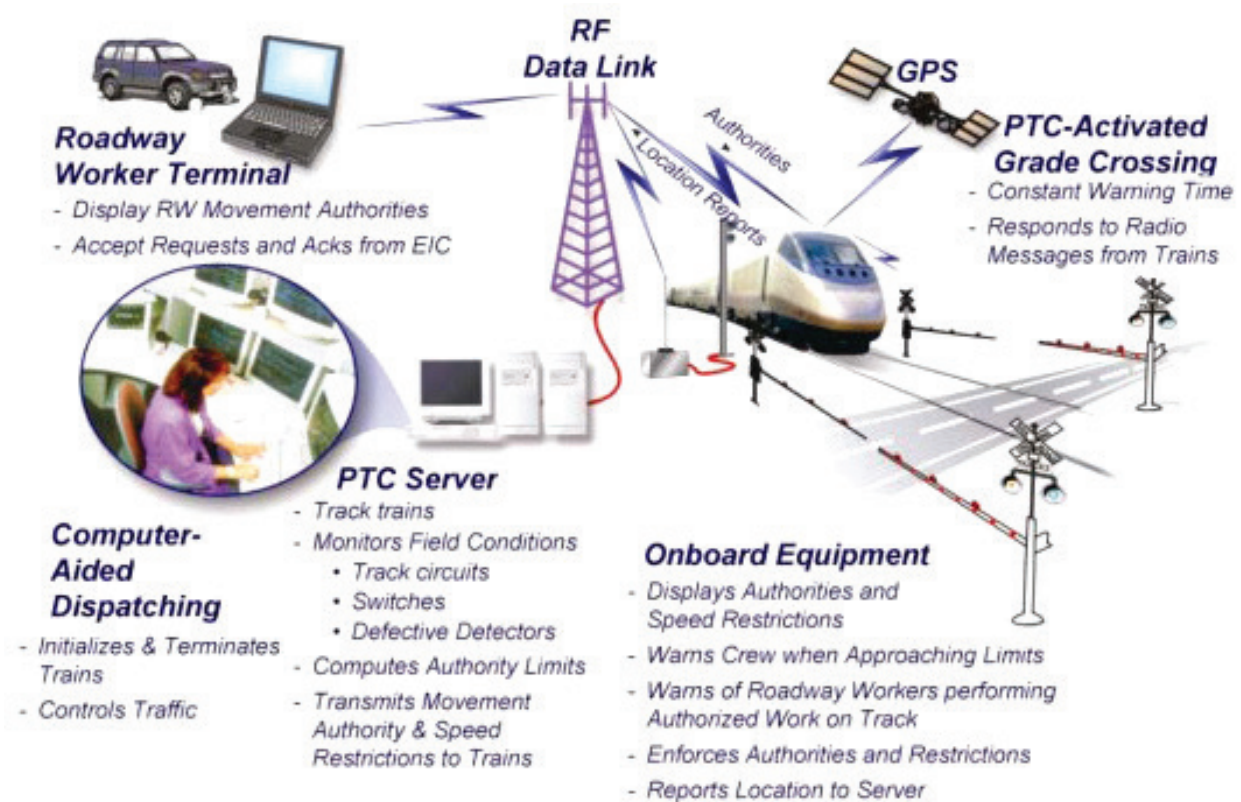 RF
Data Link
GPS
Authorities
Location Reports
Roadway
Worker Terminal
- Display RW Movement Authorities
- Accept Requests and Acks from EIC
PTC-Activated
Grade Crossing
- Constant Warning Time
- Responds to Radio
Messages from Trains
Computer-
Aided
Dispatching
- Initializes & Terminates
Trains
- Controls Traffic
PTC Server
- Track trains
- Monitors Field Conditions
• Track circuits
• Switches
• Defective Detectors
- Computes Authority Limits
- Transmits Movement
Authority & Speed
Restrictions to Trains
Onboard Equipment
- Displays Authorities and
Speed Restrictions
- Warns Crew when Approaching Limits
- Warns of Roadway Workers performing
Authorized Work on Track
- Enforces Authorities and Restrictions
- Reports Location to Server